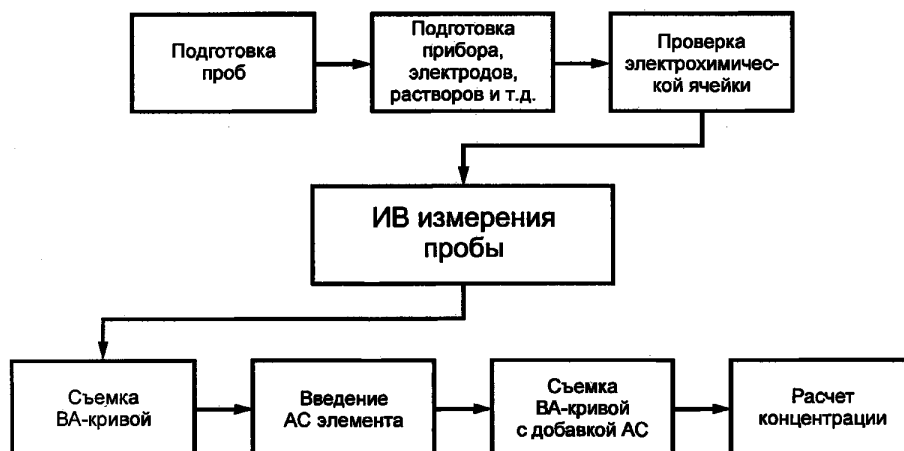 Подготовка
проб
Подготовка
прибора,
электродов,
растворов и т.д.
Проверка
электрохимичес-
кой ячейки
ИВ измерения
пробы
Съемка
ВА-кривой
Введение
АС элемента
Съемка
ВА-кривой
с добавкой АС
Расчет
концентрации